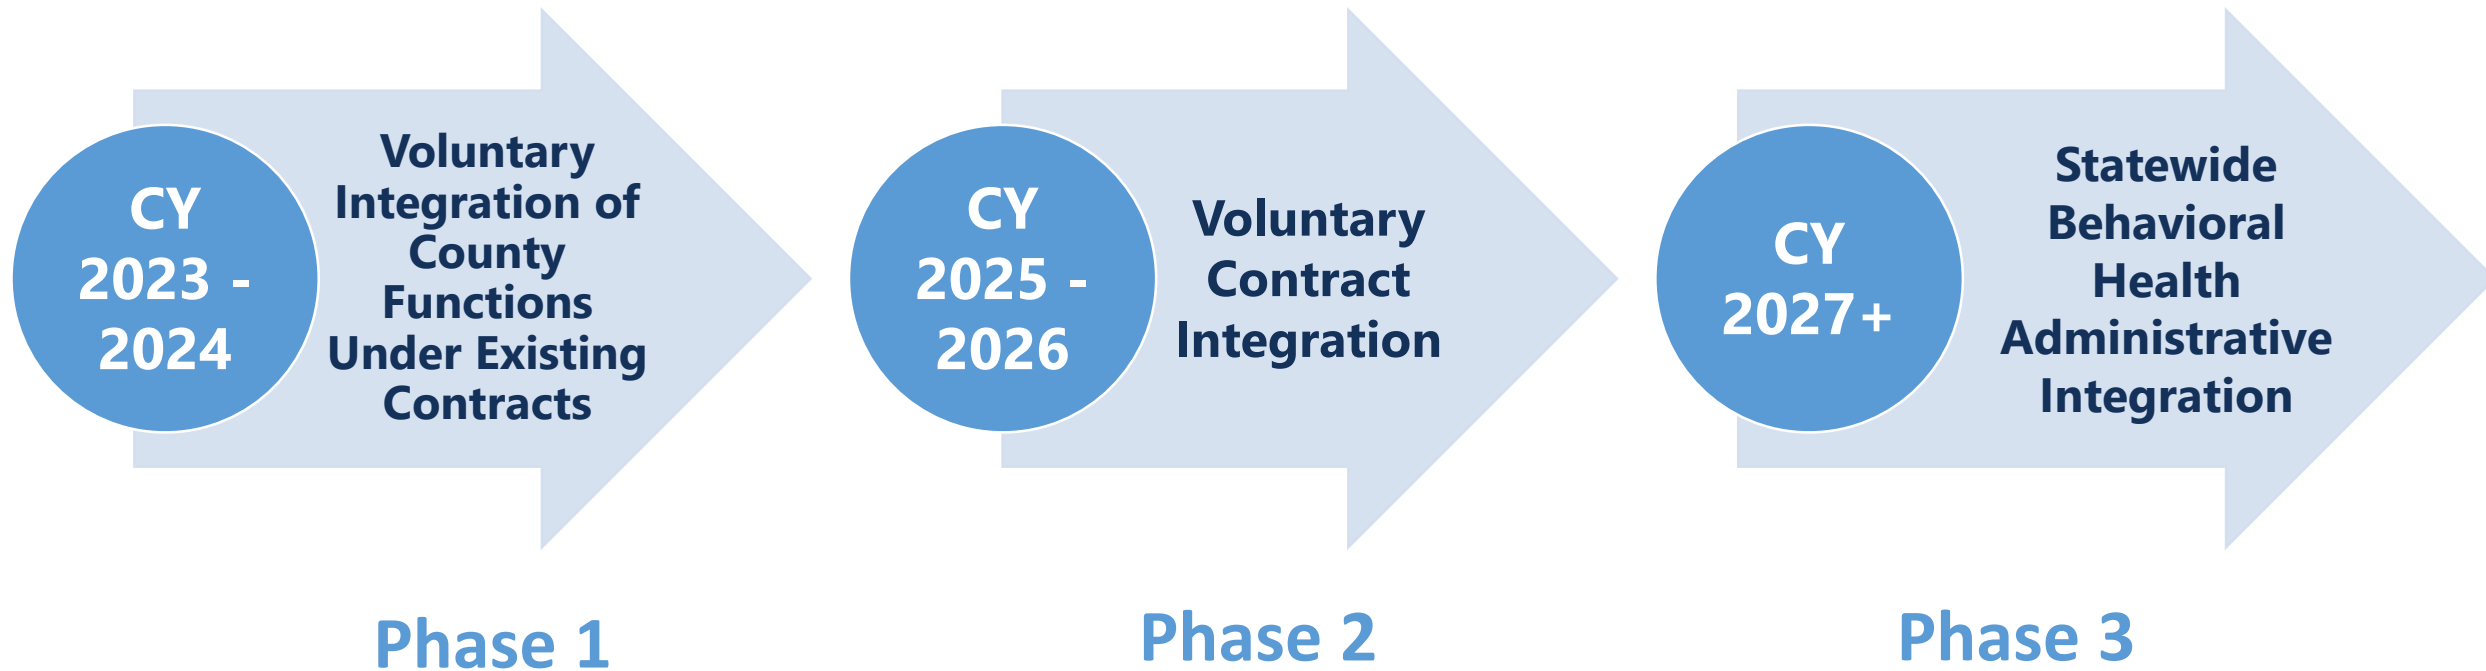 CY
2023 -
2024
Voluntary
Integration of
County
Functions
Under Existing
Contracts
CY
2025 -
2026
Voluntary
Contract
Integration
CY
2027+
Statewide
Behavioral
Health
Administrative
Integration
Phase 1
Phase 2
Phase 3